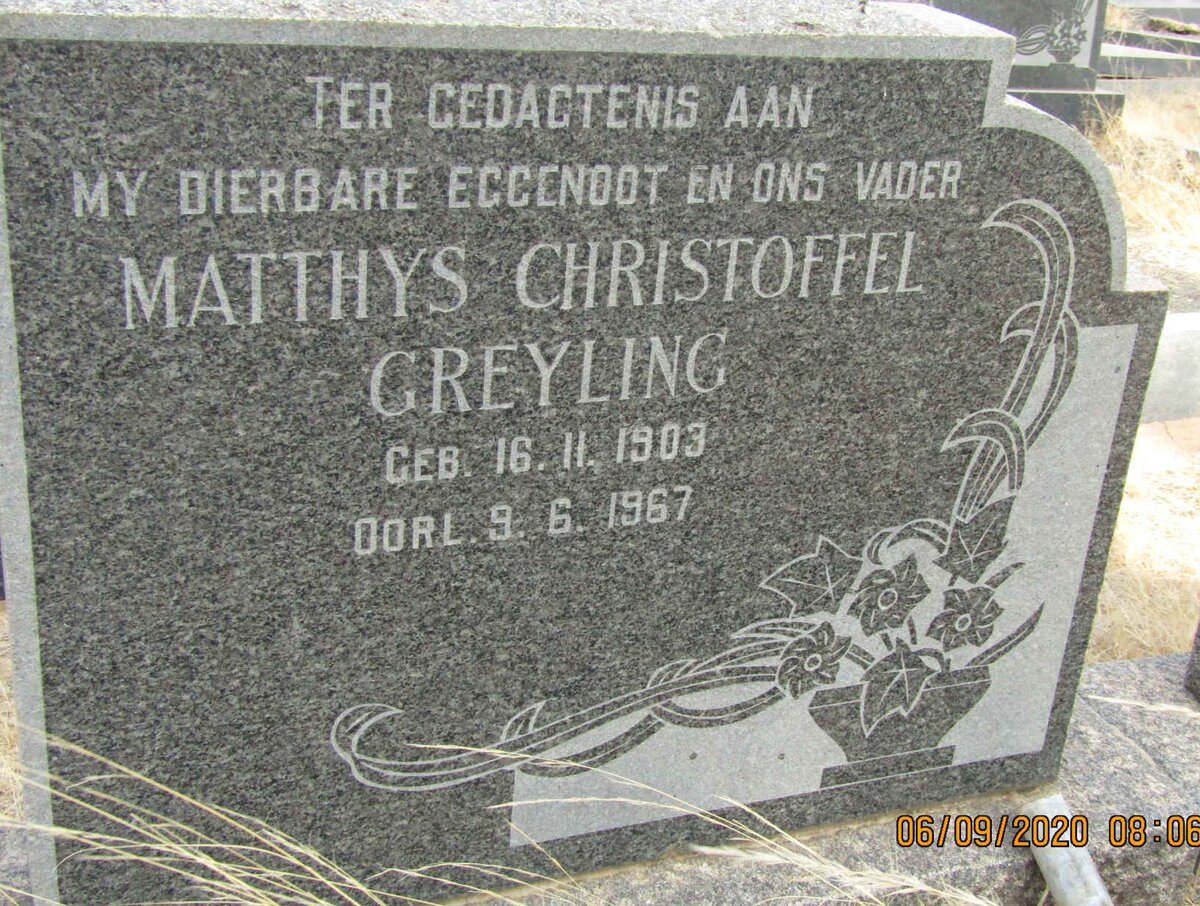 TER GEDAGTENIS AAN
MY DIERBARE EGGENOOT EN ONS VADER
MATTHYS CHRISTOFFEL
GREYLING
GEB. 16. 11. 1903
OORL. 9. 6. 1967
06/09/2020 08:06